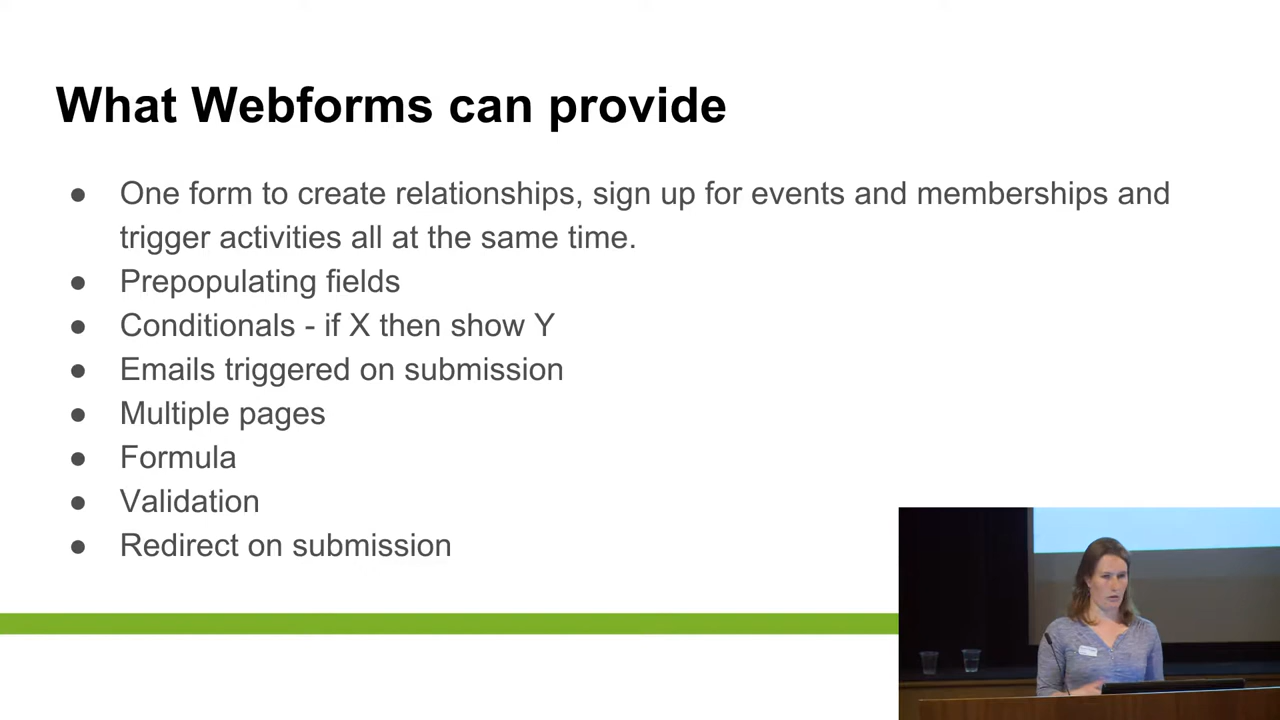 What Webforms can provide
● One form to create relationships, sign up for events and memberships and
trigger activities all at the same time.
● Prepopulating fields
● Conditionals - if X then show Y
● Emails triggered on submission
● Multiple pages
● Formula
● Validation
● Redirect on submission